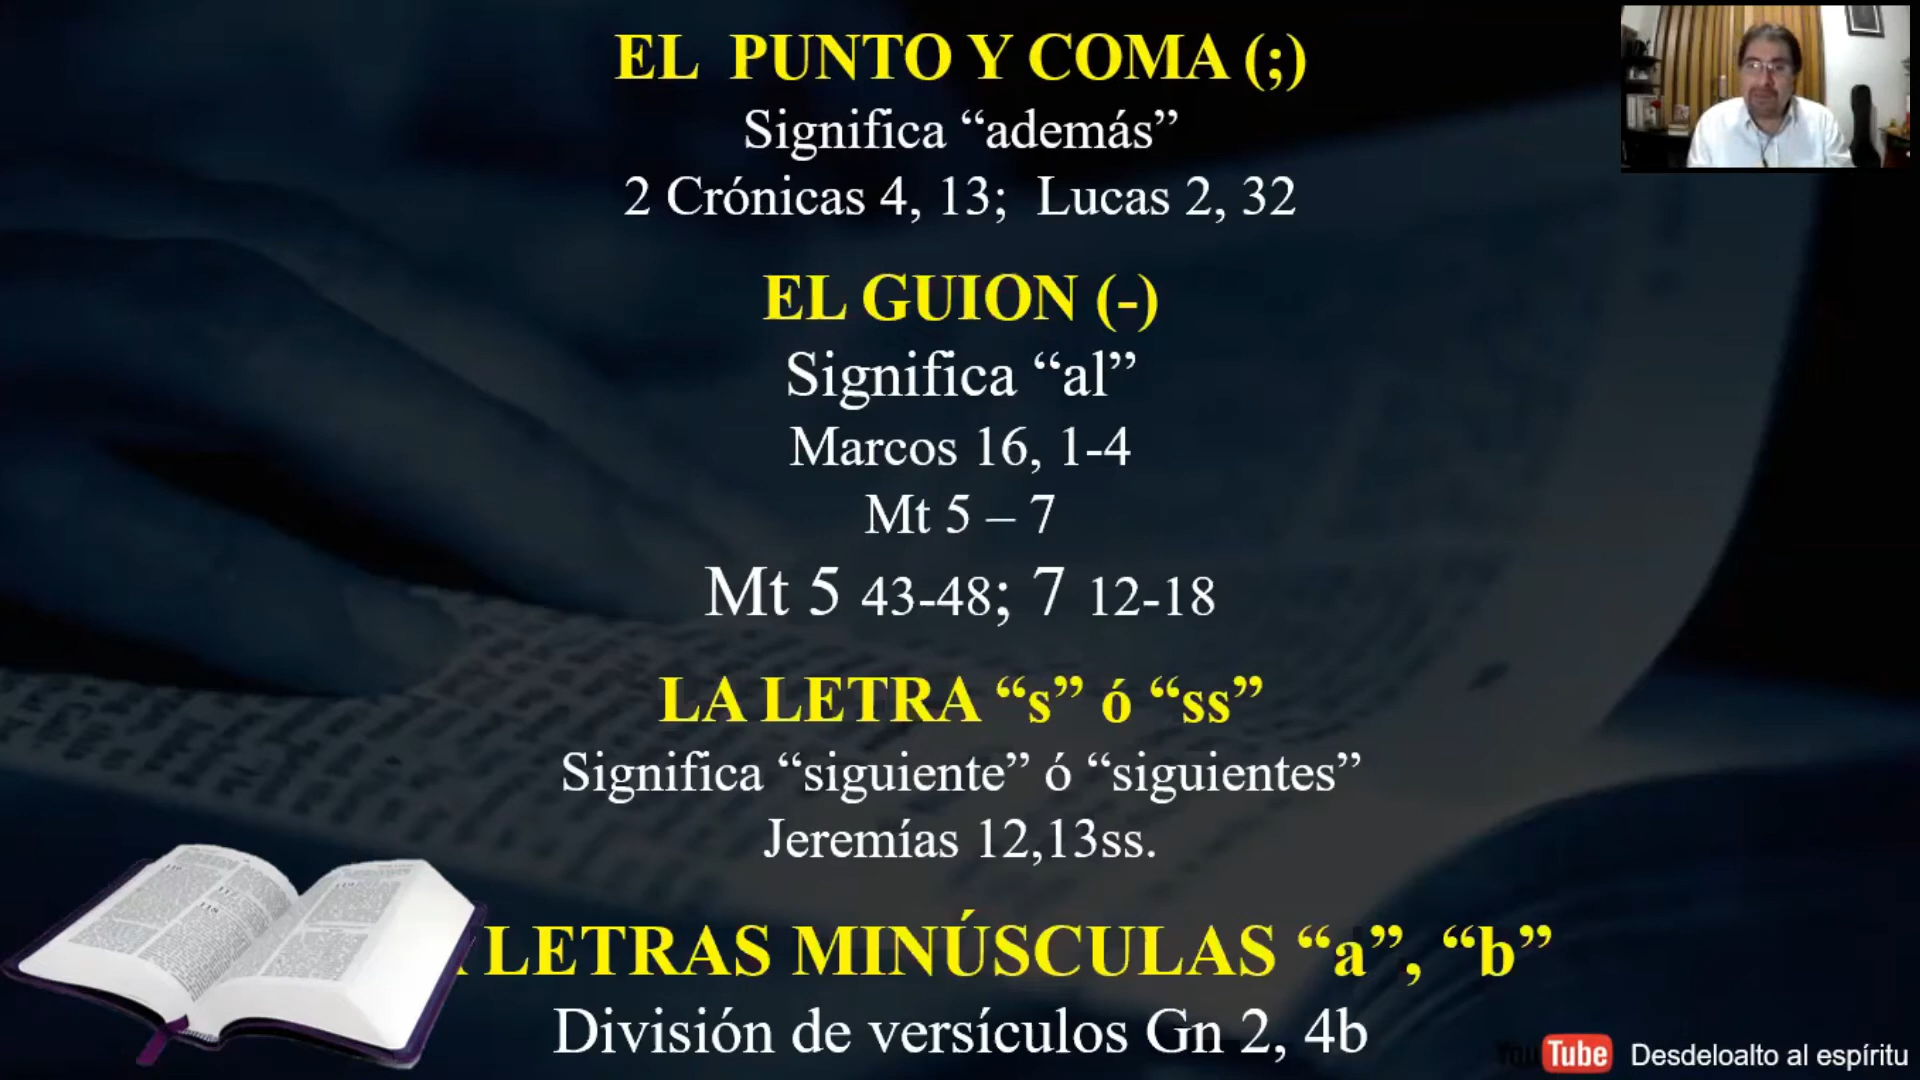 EL PUNTO Y COMA (;)
Significa “además”
2 Crónicas 4, 13; Lucas 2, 32
EL GUION (-)
Significa “al”
Marcos 16, 1-4
Mt 5 – 7
Mt 5 43-48; 7 12-18
LA LETRA “s” ó “ss”
Significa “siguiente” ó “siguientes”
Jeremías 12,13ss.
LETRAS MINÚSCULAS “a”, “b”
División de versículos Gn 2, 4b
YouTube Desdeloalto al espíritu